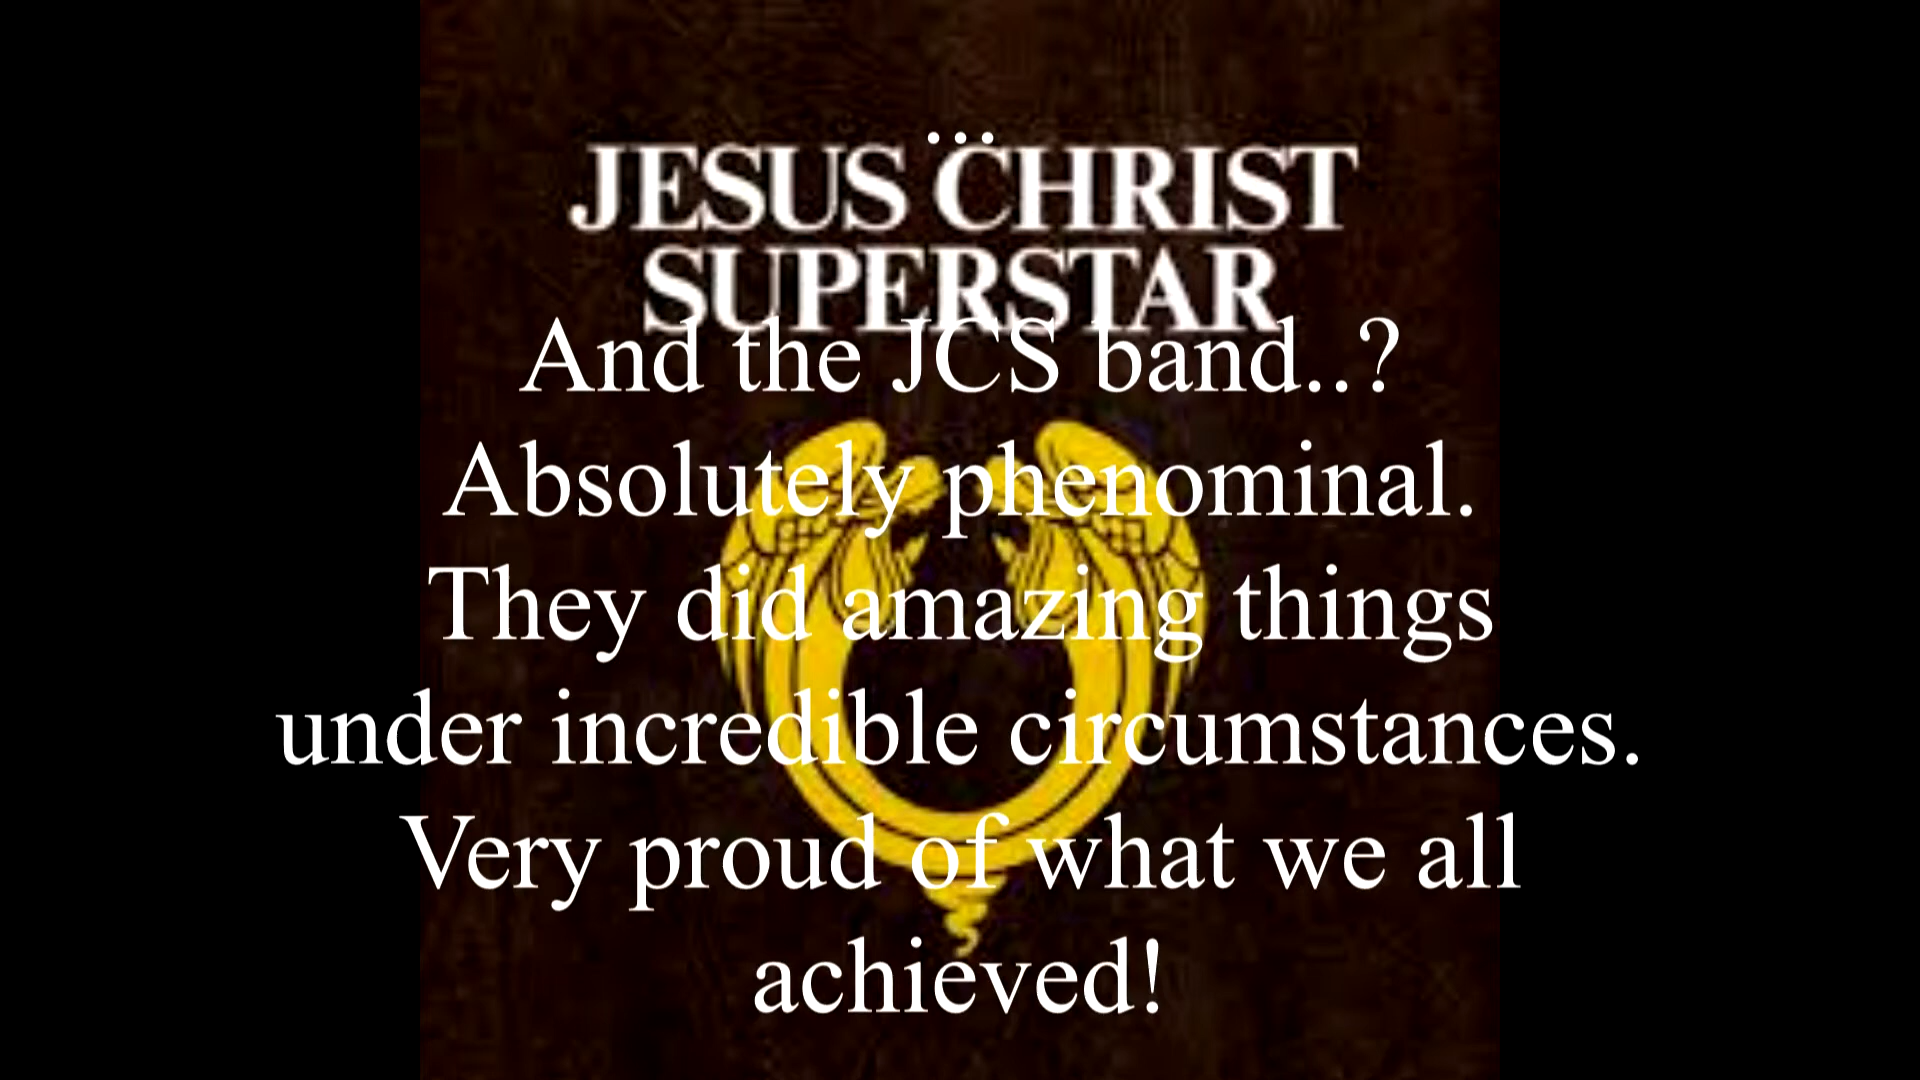 ...
JESUS CHRIST
SUPERSTAR
And the JCS band..?
Absolutely phenominal.
They did amazing things
under incredible circumstances.
Very proud of what we all
achieved!